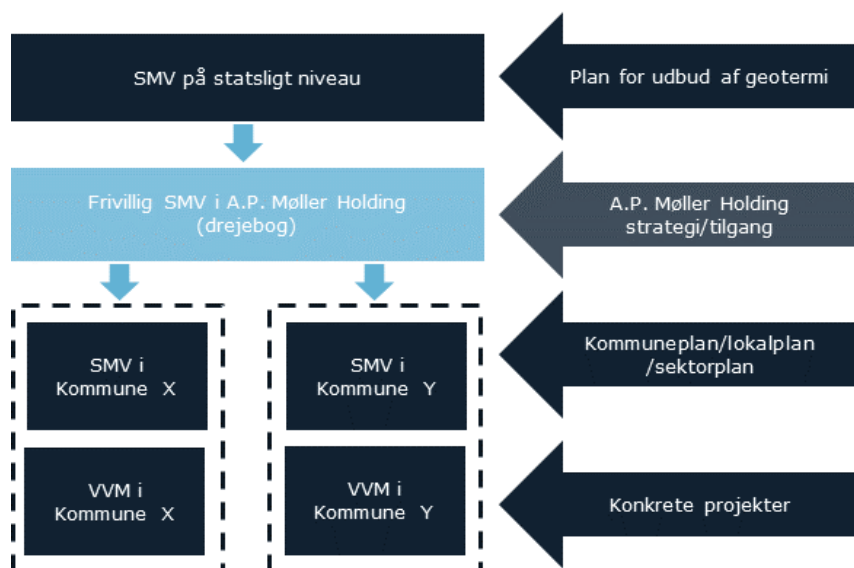 SMV på statsligt niveau
Plan for udbud af geotermi
Frivillig SMV i A.P. Møller Holding
(drejebog)
A.P. Møller Holding
strategi/tilgang
SMV i
Kommune X
SMV i
Kommune Y
Kommuneplan/lokalplan
/sektorplan
VVM i
Kommune X
VVM i
Kommune Y
Konkrete projekter